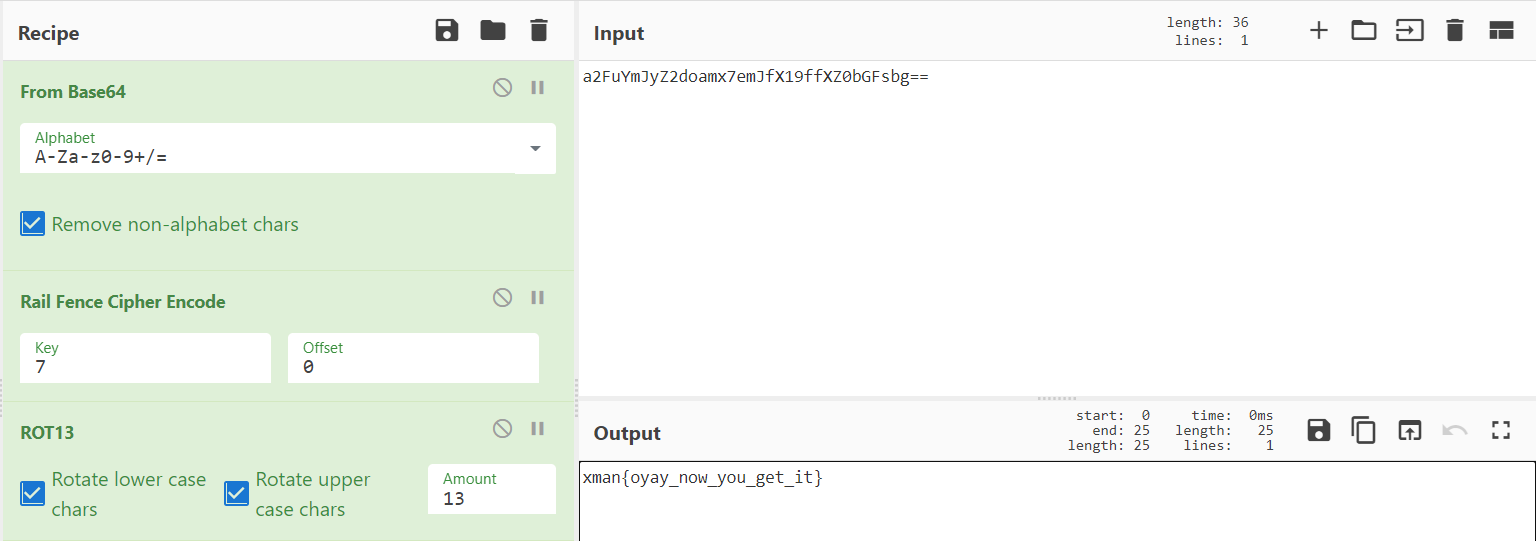 Recipe
From Base64
Alphabet
A-Za-z0-9+/=
Remove non-alphabet chars
Rail Fence Cipher Encode
Key
7
Offset
0
ROT13
Rotate lower case
chars
Rotate upper
case chars
Amount
13
Input
length: 36
lines: 1
a2FuYmJyZ2doamx7emJfX19ffXZ0bGFsbg==
Output
start: 0
end: 25
length: 25
time: 0ms
length: 25
lines: 1
xman{oyay_now_you_get_it}